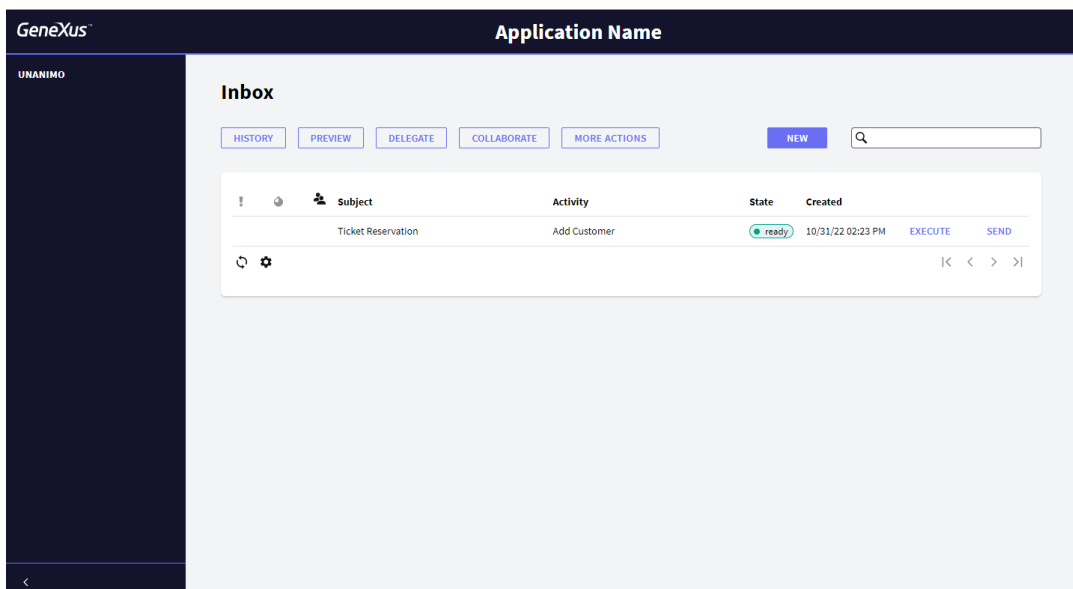 GeneXus™
Application Name
UNANIMO
Inbox
HISTORY PREVIEW DELEGATE COLLABORATE MORE ACTIONS NEW
Subject Activity State Created
Ticket Reservation Add Customer ready 10/31/22 02:23 PM EXECUTE SEND